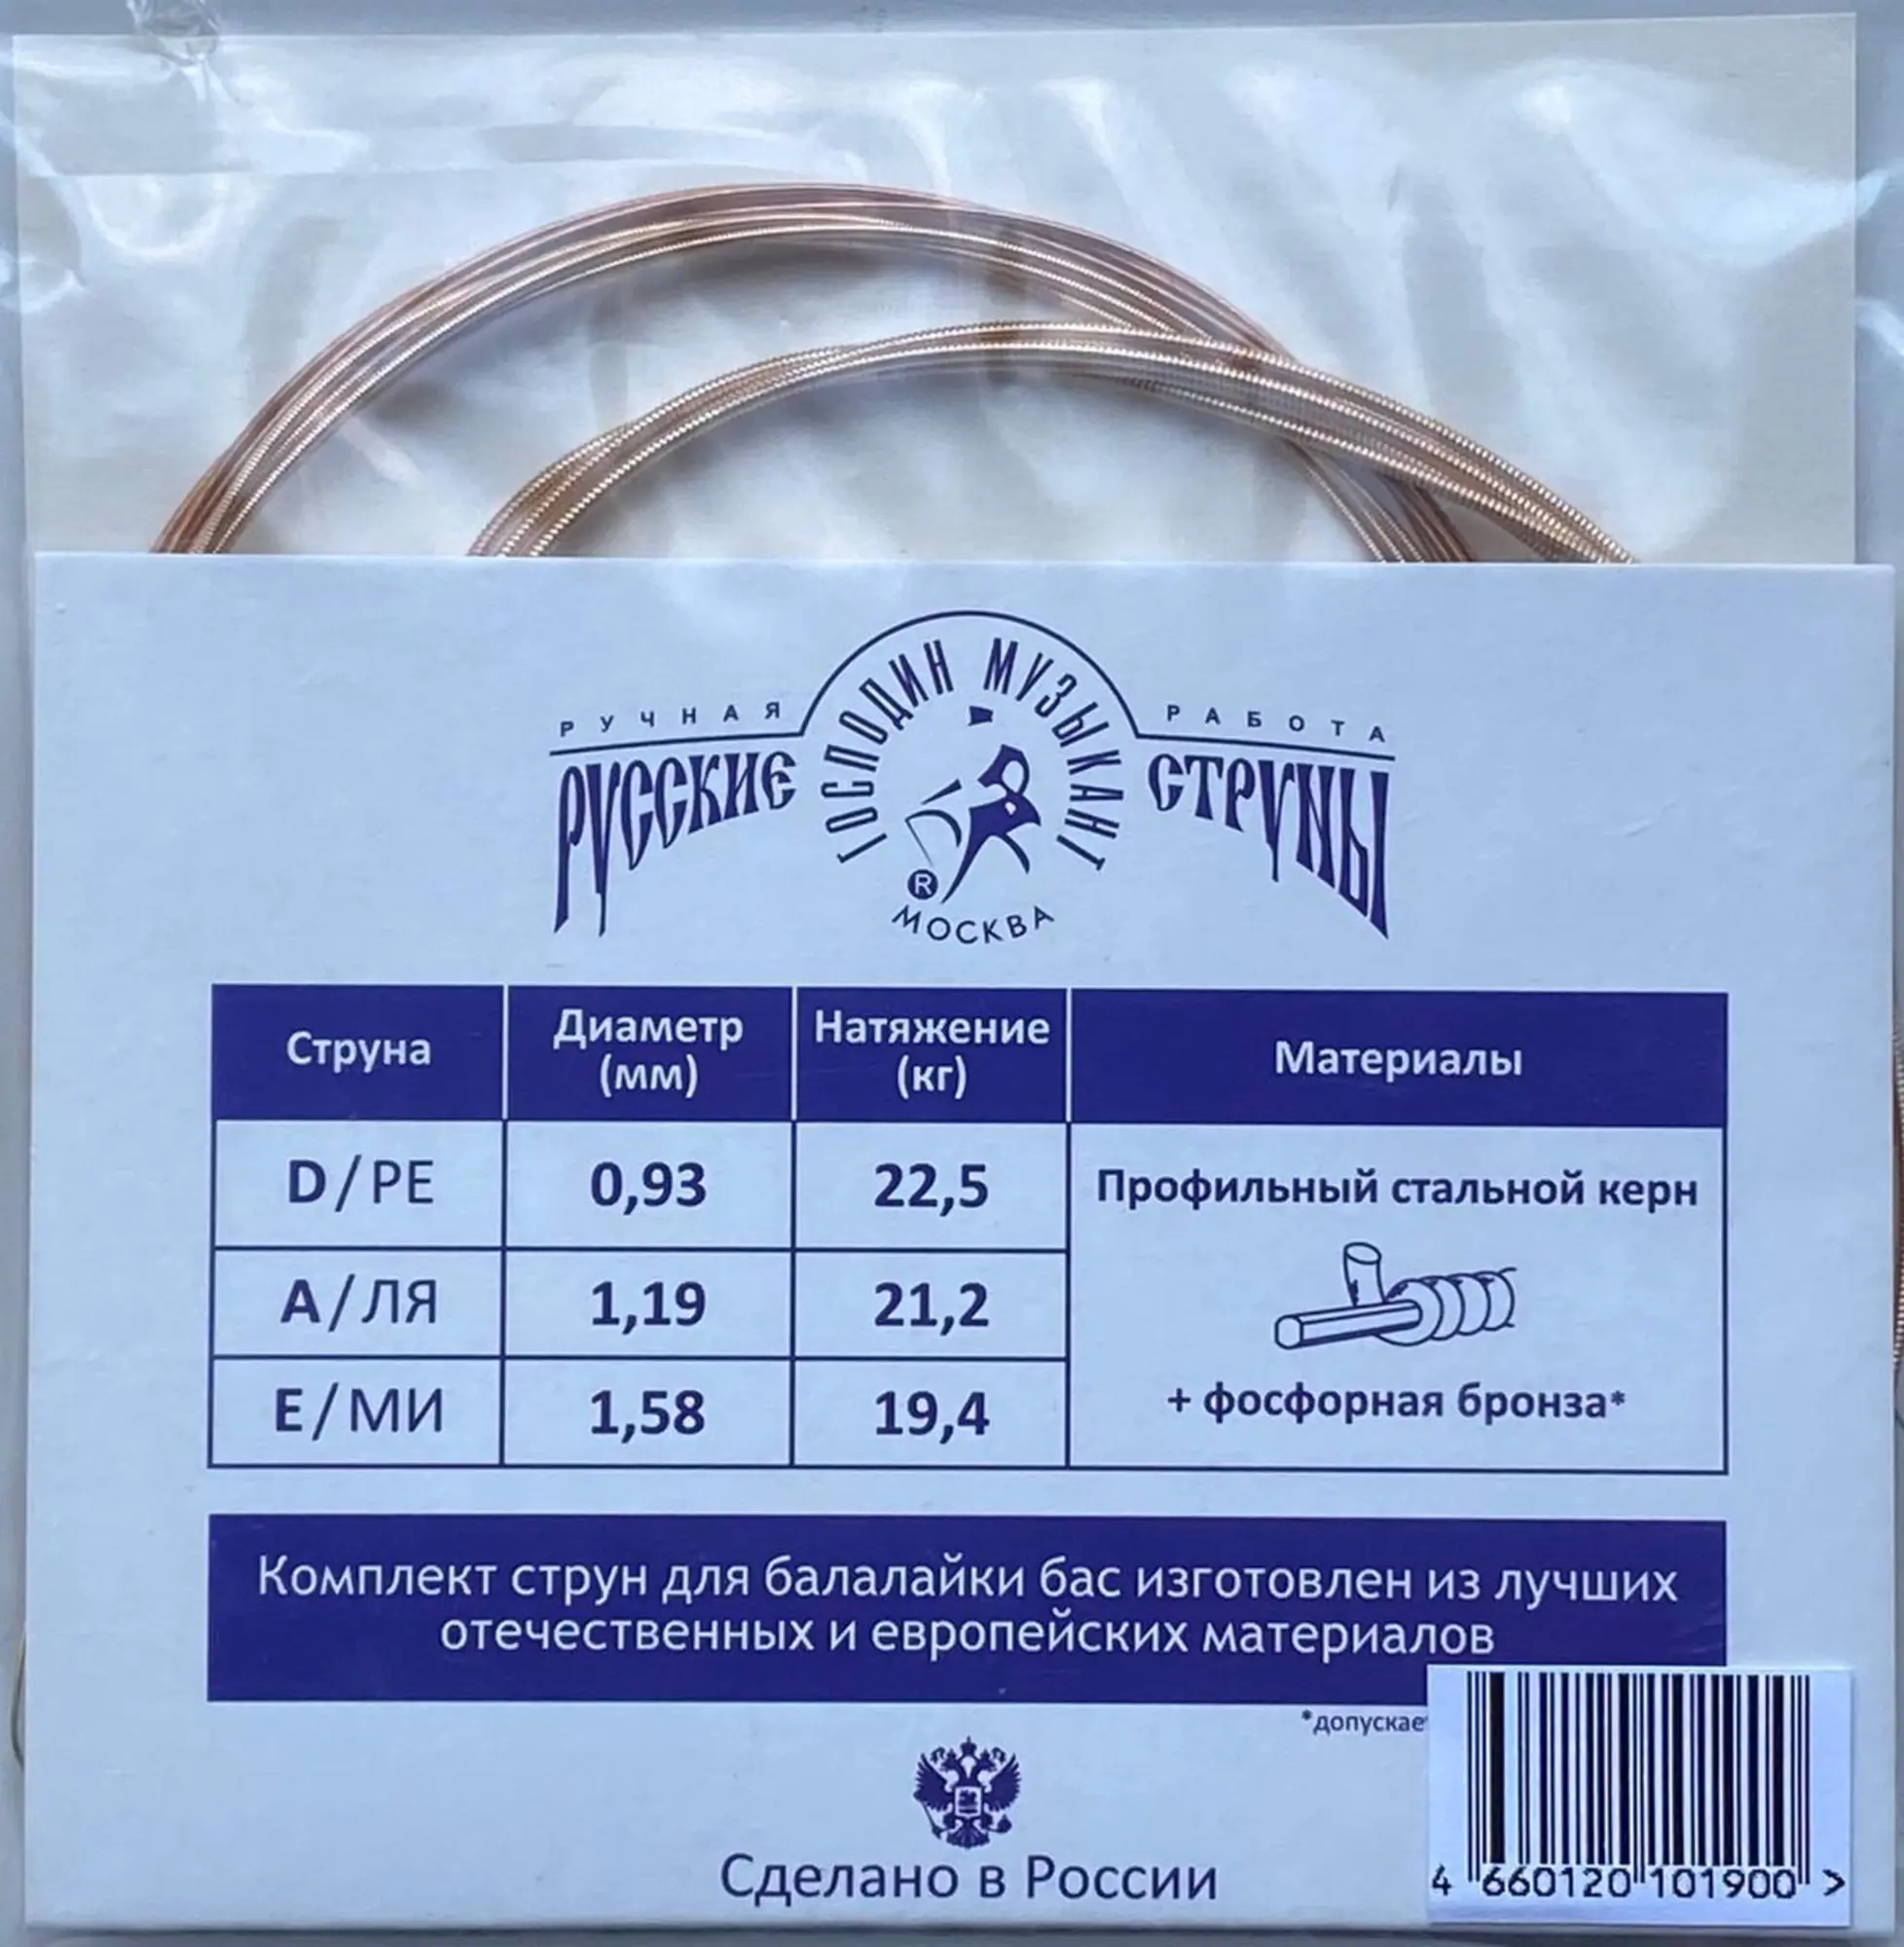 РУЧНАЯ РАБОТА
ГОСПОДИН МУЗЫКАНТ
РУССКИЕ СТРУНЫ
®
МОСКВА
Струна Диаметр (мм) Натяжение (кг) Материалы
D/РЕ 0,93 22,5 Профильный стальной керн
A/ЛЯ 1,19 21,2
E/МИ 1,58 19,4 + фосфорная бронза*
Комплект струн для балалайки бас изготовлен из лучших
отечественных и европейских материалов
Сделано в России
4 660120 101900 >